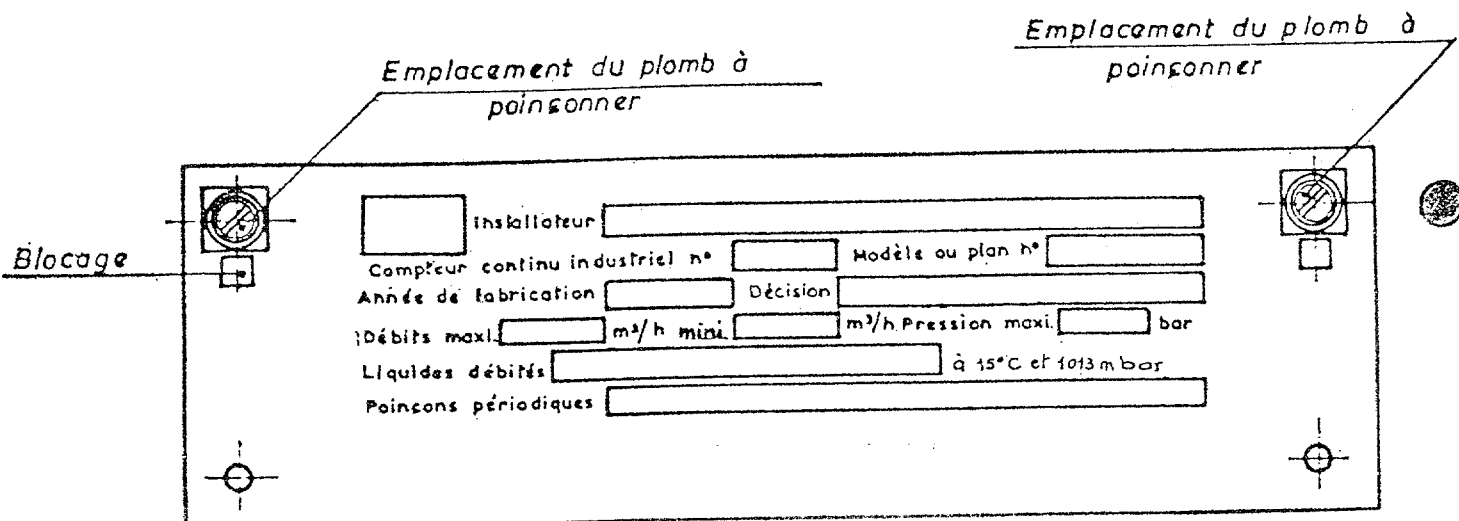 Emplacement du plomb à
poinçonner
Emplacement du plomb à
poinçonner
Blocage
Installateur
Compteur continu industriel n° Modèle ou plan n°
Année de fabrication Décision
Débits maxi. m³/h mini. m³/h. Pression maxi. bar
Liquides débités à 15°C et 1013 mbar
Poinçons périodiques